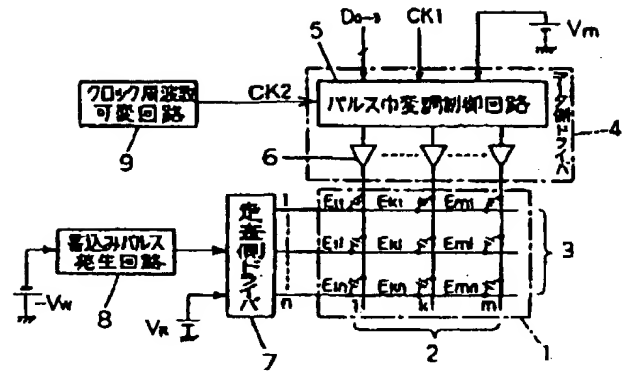 D0~3 CK1
Vm
5
クロック周波数
可変回路
CK2
パルス巾変調制御回路
データ側ドライバ
4
9
6
1
E11 Ek1 Em1
書込みパルス
発生回路
走査側ドライバ
E1l Ekl Eml
3
-Vw
8
VR
n
E1n Ekn Emn
1 k m
7
2
1